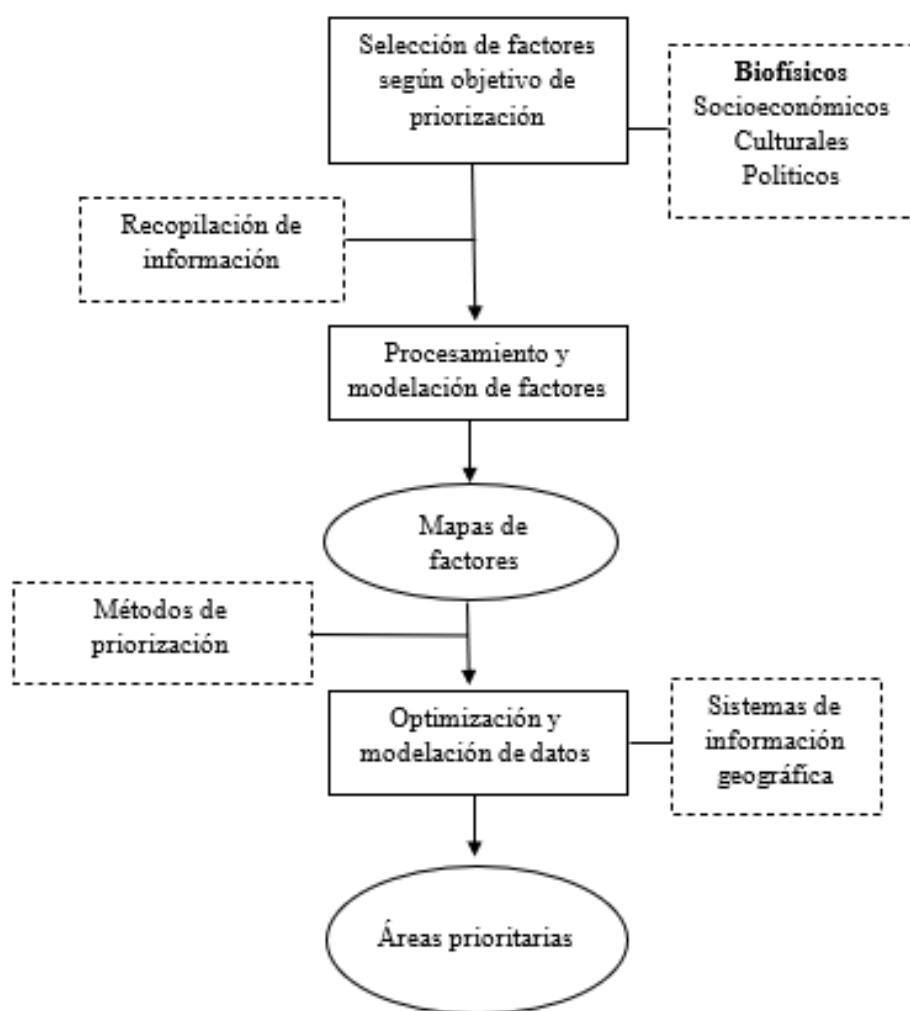 Selección de factores
según objetivo de
priorización
Biofísicos
Socioeconómicos
Culturales
Políticos
Recopilación de
información
Procesamiento y
modelación de factores
Mapas de
factores
Métodos de
priorización
Optimización y
modelación de datos
Sistemas de
información
geográfica
Áreas prioritarias